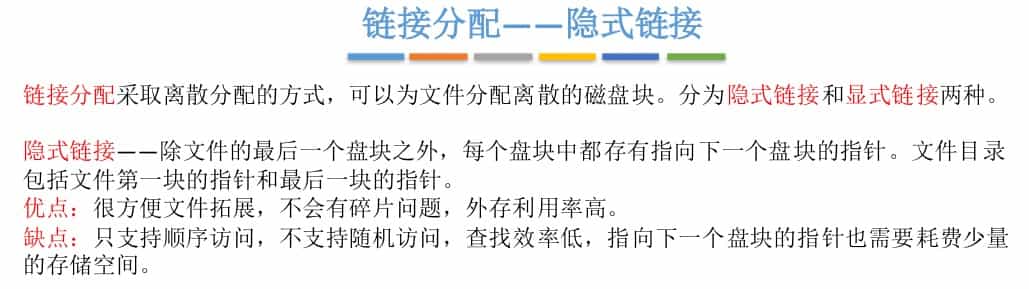 链接分配——隐式链接
链接分配采取离散分配的方式，可以为文件分配离散的磁盘块。分为隐式链接和显式链接两种。
隐式链接——除文件的最后一个盘块之外，每个盘块中都存有指向下一个盘块的指针。文件目录
包括文件第一块的指针和最后一块的指针。
优点：很方便文件拓展，不会有碎片问题，外存利用率高。
缺点：只支持顺序访问，不支持随机访问，查找效率低，指向下一个盘块的指针也需要耗费少量
的存储空间。